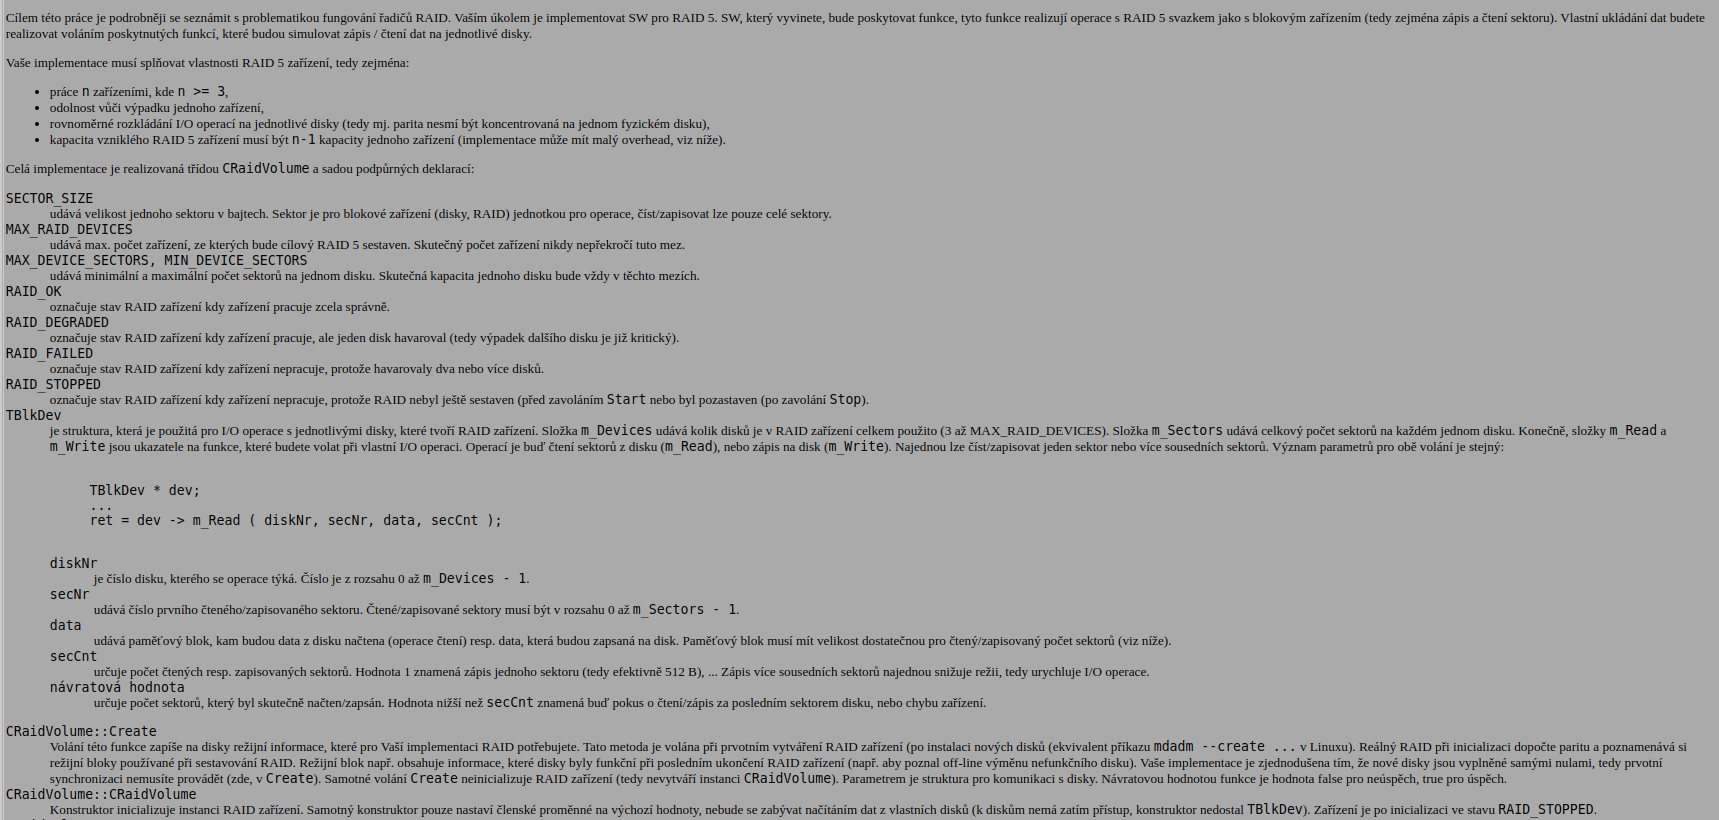 Cílem této práce je podrobněji se seznámit s problematikou fungování řadičů RAID. Vaším úkolem je implementovat SW pro RAID 5. SW, který vyvinete, bude poskytovat funkce, tyto funkce realizují operace s RAID 5 svazkem jako s blokovým zařízením (tedy zejména zápis a čtení sektoru). Vlastní ukládání dat budete
realizovat voláním poskytnutých funkcí, které budou simulovat zápis / čtení dat na jednotlivé disky.
Vaše implementace musí splňovat vlastnosti RAID 5 zařízení, tedy zejména:
• práce n zařízeními, kde n >= 3,
• odolnost vůči výpadku jednoho zařízení,
• rovnoměrné rozkládání I/O operací na jednotlivé disky (tedy mj. parita nesmí být koncentrovaná na jednom fyzickém disku),
• kapacita vzniklého RAID 5 zařízení musí být n-1 kapacity jednoho zařízení (implementace může mít malý overhead, viz níže).
Celá implementace je realizovaná třídou CRaidVolume a sadou podpůrných deklarací:
SECTOR_SIZE
udává velikost jednoho sektoru v bajtech. Sektor je pro blokové zařízení (disky, RAID) jednotkou pro operace, číst/zapisovat lze pouze celé sektory.
MAX_RAID_DEVICES
udává max. počet zařízení, ze kterých bude cílový RAID 5 sestaven. Skutečný počet zařízení nikdy nepřekročí tuto mez.
MAX_DEVICE_SECTORS, MIN_DEVICE_SECTORS
udává minimální a maximální počet sektorů na jednom disku. Skutečná kapacita jednoho disku bude vždy v těchto mezích.
RAID_OK
označuje stav RAID zařízení kdy zařízení pracuje zcela správně.
RAID_DEGRADED
označuje stav RAID zařízení kdy zařízení pracuje, ale jeden disk havaroval (tedy výpadek dalšího disku je již kritický).
RAID_FAILED
označuje stav RAID zařízení kdy zařízení nepracuje, protože havarovaly dva nebo více disků.
RAID_STOPPED
označuje stav RAID zařízení kdy zařízení nepracuje, protože RAID nebyl ještě sestaven (před zavoláním Start nebo byl pozastaven (po zavolání Stop).
TBlkDev
je struktura, která je použitá pro I/O operace s jednotlivými disky, které tvoří RAID zařízení. Složka m_Devices udává kolik disků je v RAID zařízení celkem použito (3 až MAX_RAID_DEVICES). Složka m_Sectors udává celkový počet sektorů na každém jednom disku. Konečně, složky m_Read a
m_Write jsou ukazatele na funkce, které budete volat při vlastní I/O operaci. Operací je buď čtení sektorů z disku (m_Read), nebo zápis na disk (m_Write). Najednou lze číst/zapisovat jeden sektor nebo více sousedních sektorů. Význam parametrů pro obě volání je stejný:
TBlkDev * dev;
...
ret = dev -> m_Read ( diskNr, secNr, data, secCnt );
diskNr
je číslo disku, kterého se operace týká. Číslo je z rozsahu 0 až m_Devices - 1.
secNr
udává číslo prvního čteného/zapisovaného sektoru. Čtené/zapisované sektory musí být v rozsahu 0 až m_Sectors - 1.
data
udává paměťový blok, kam budou data z disku načtena (operace čtení) resp. data, která budou zapsaná na disk. Paměťový blok musí mít velikost dostatečnou pro čtený/zapisovaný počet sektorů (viz níže).
secCnt
určuje počet čtených resp. zapisovaných sektorů. Hodnota 1 znamená zápis jednoho sektoru (tedy efektivně 512 B), ... Zápis více sousedních sektorů najednou snižuje režii, tedy urychluje I/O operace.
návratová hodnota
určuje počet sektorů, který byl skutečně načten/zapsán. Hodnota nižší než secCnt znamená buď pokus o čtení/zápis za posledním sektorem disku, nebo chybu zařízení.
CRaidVolume::Create
Volání této funkce zapíše na disky režijní informace, které pro Vaší implementaci RAID potřebujete. Tato metoda je volána při prvotním vytváření RAID zařízení (po instalaci nových disků (ekvivalent příkazu mdadm --create ... v Linuxu). Reálný RAID při inicializaci dopočte paritu a poznamenává si
režijní bloky používané při sestavování RAID. Režijní blok např. obsahuje informace, které disky byly funkční při posledním ukončení RAID zařízení (např. aby poznal off-line výměnu nefunkčního disku). Vaše implementace je zjednodušena tím, že nové disky jsou vyplněné samými nulami, tedy prvotní
synchronizaci nemusíte provádět (zde, v Create). Samotné volání Create neinicializuje RAID zařízení (tedy nevytváří instanci CRaidVolume). Parametrem je struktura pro komunikaci s disky. Návratovou hodnotou funkce je hodnota false pro neúspěch, true pro úspěch.
CRaidVolume::CRaidVolume
Konstruktor inicializuje instanci RAID zařízení. Samotný konstruktor pouze nastaví členské proměnné na výchozí hodnoty, nebude se zabývat načítáním dat z vlastních disků (k diskům nemá zatím přístup, konstruktor nedostal TBlkDev). Zařízení je po inicializaci ve stavu RAID_STOPPED.